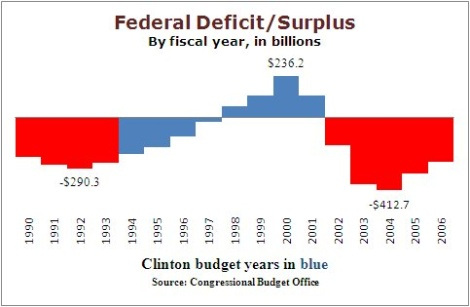 Federal Deficit/Surplus
By fiscal year, in billions
$236.2
-$290.3
-$412.7
1990 1991 1992 1993 1994 1995 1996 1997 1998 1999 2000 2001 2002 2003 2004 2005 2006
Clinton budget years in blue
Source: Congressional Budget Office